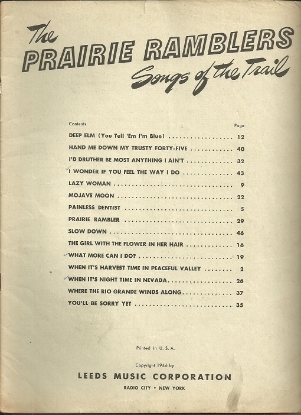 The
PRAIRIE RAMBLERS
Songs of the Trail
Contents Page
DEEP ELM (You Tell 'Em I'm Blue) 12
HAND ME DOWN MY TRUSTY FORTY-FIVE 40
I'D DRUTHER BE MOST ANYTHING I AIN'T 32
I WONDER IF YOU FEEL THE WAY I DO 43
LAZY WOMAN 9
MOJAVE MOON 22
PAINLESS DENTIST 5
PRAIRIE RAMBLER 29
SLOW DOWN 46
THE GIRL WITH THE FLOWER IN HER HAIR 16
WHAT MORE CAN I DO? 19
WHEN IT'S HARVEST TIME IN PEACEFUL VALLEY 2
WHEN IT'S NIGHT TIME IN NEVADA 26
WHERE THE RIO GRANDE WINDS ALONG 37
YOU'LL BE SORRY YET 35
Printed in U. S. A.
Copyright 1946 by
LEEDS MUSIC CORPORATION
RADIO CITY • NEW YORK